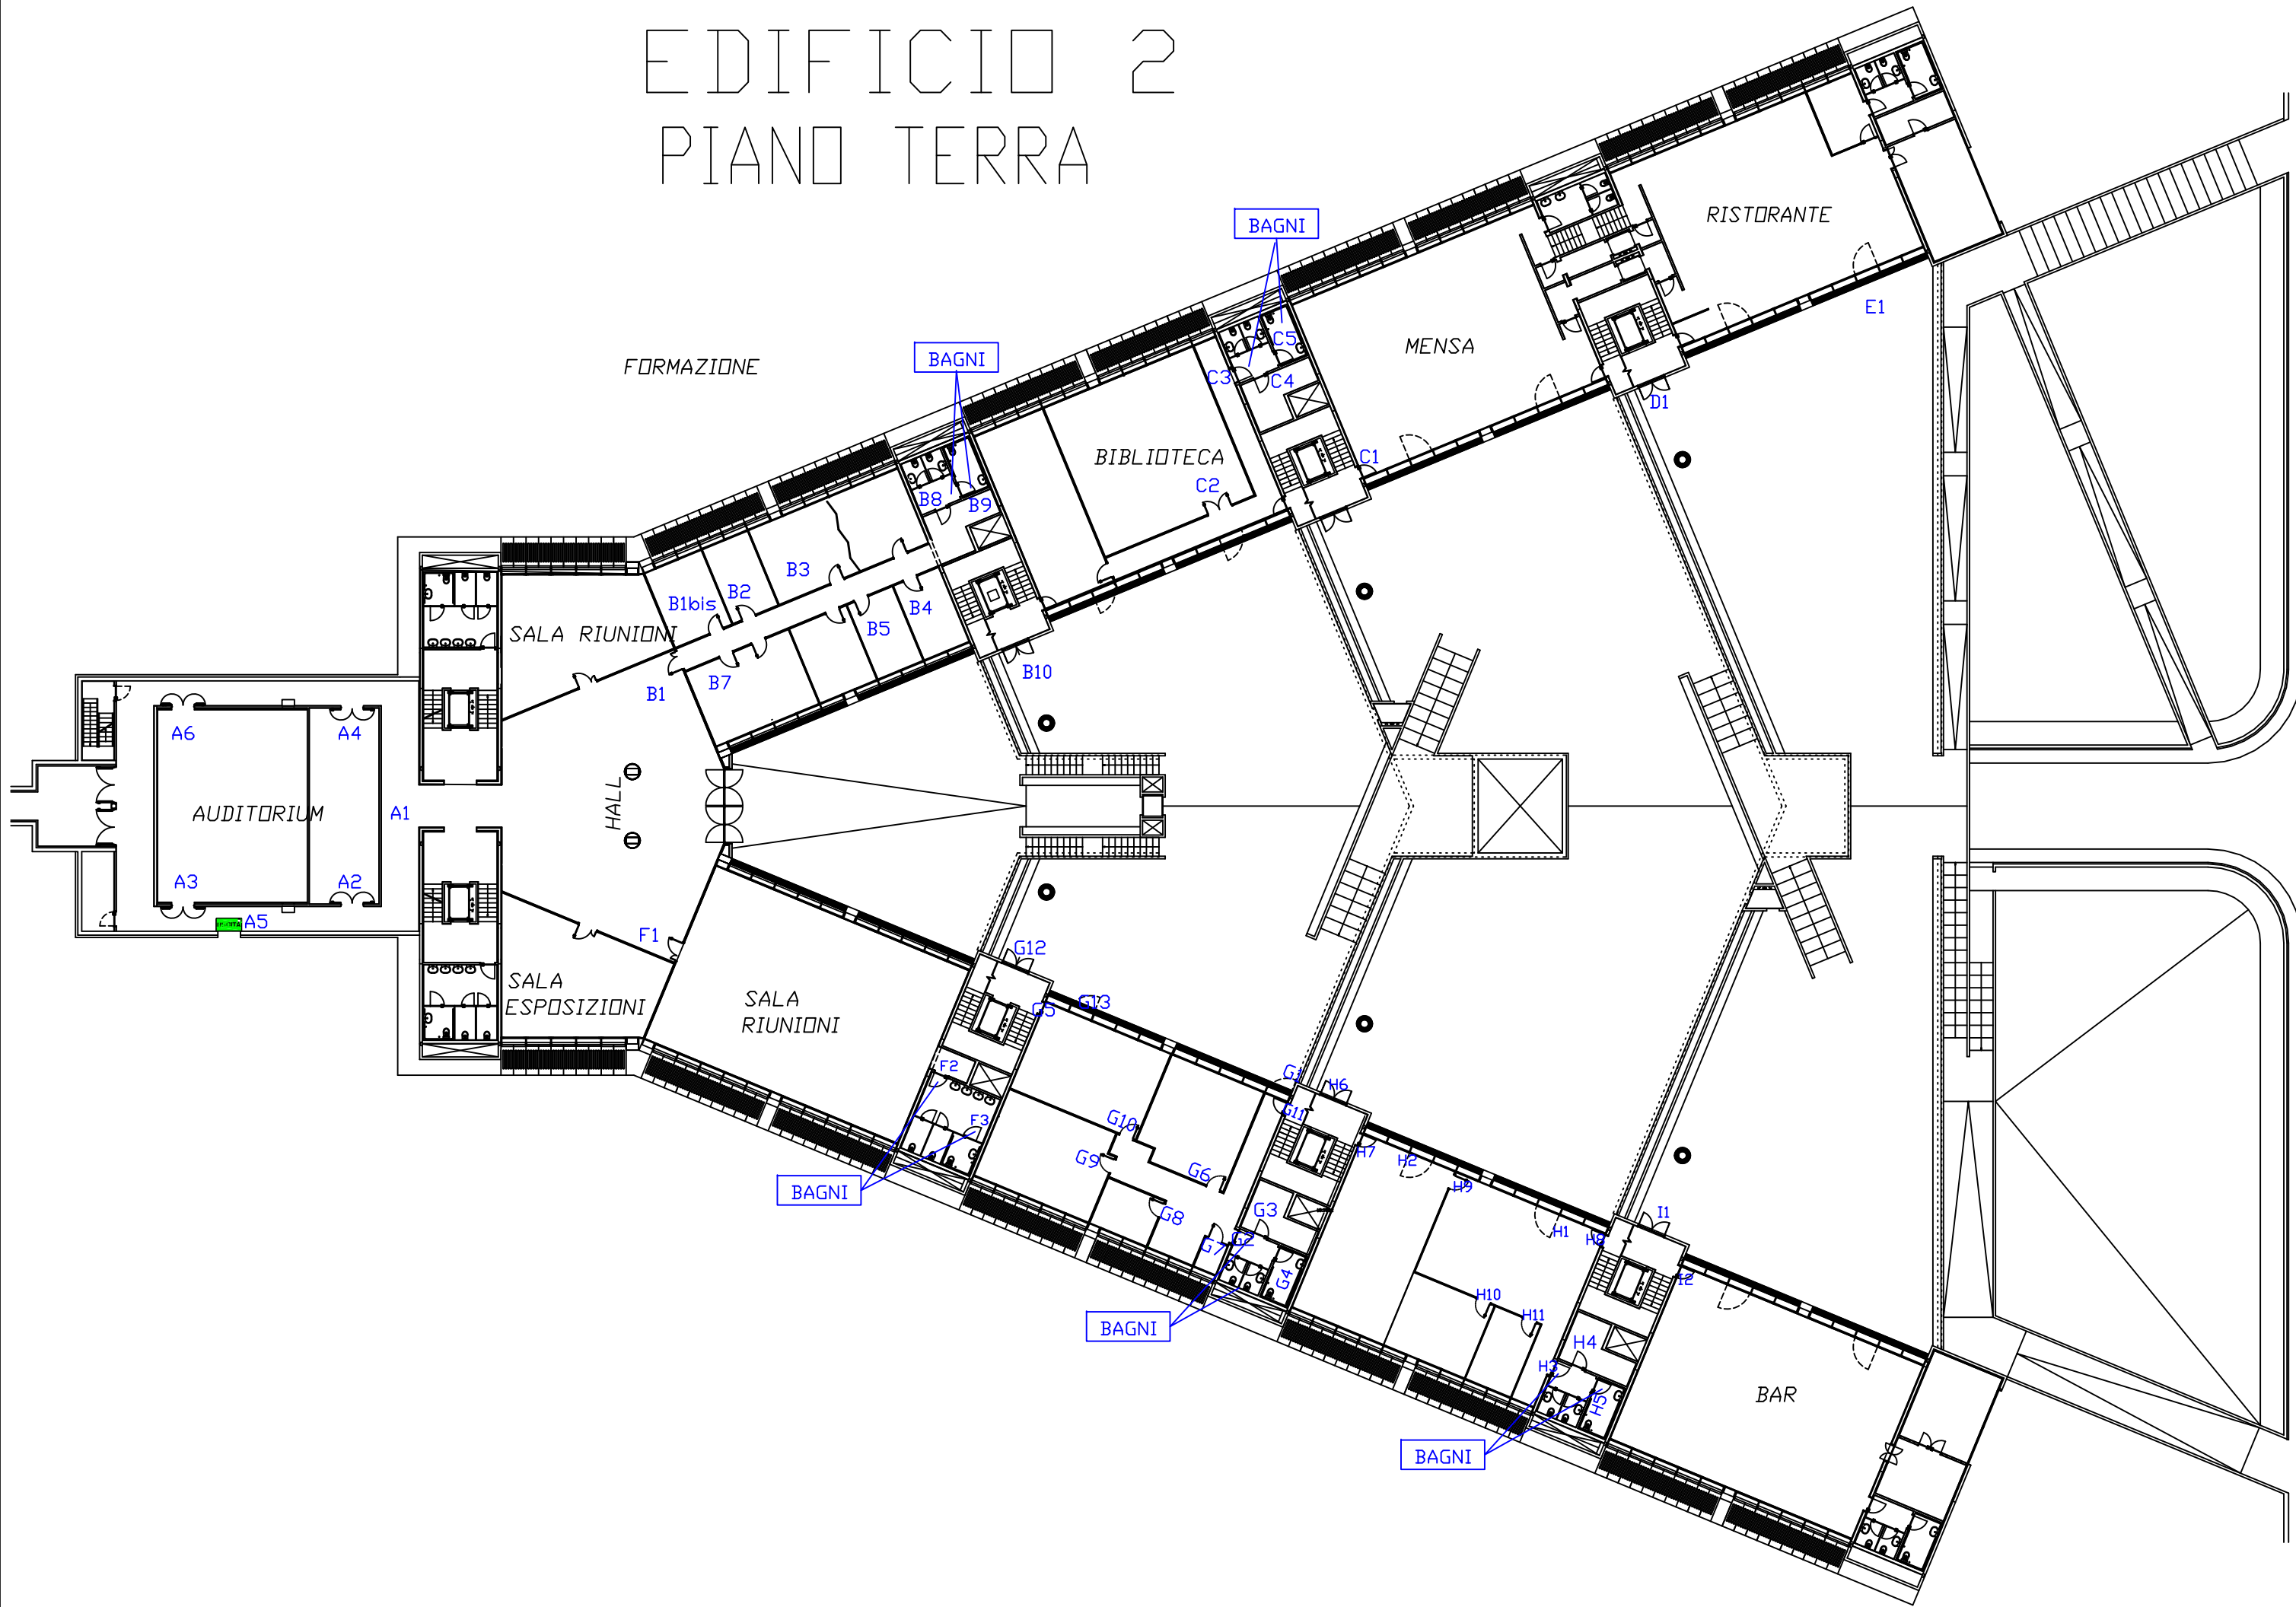 EDIFICIO 2
PIANO TERRA
RISTORANTE
BAGNI
E1
C5
MENSA
BAGNI
FORMAZIONE
C3
C4
D1
BIBLIOTECA
C1
C2
B8
B9
B3
B2
B1bis
B4
B5
SALA RIUNIONI
B10
B7
B1
A6
A4
HALL
AUDITORIUM
A1
A3
A2
A5
F1
G12
SALA
ESPOSIZIONI
SALA
RIUNIONI
G13
G5
F2
G1
H6
G11
F3
G10
H7
H2
G9
G6
H9
BAGNI
G8
G3
I1
H1
H8
G2
G7
G4
I2
H10
H11
BAGNI
H4
H3
H5
BAR
BAGNI